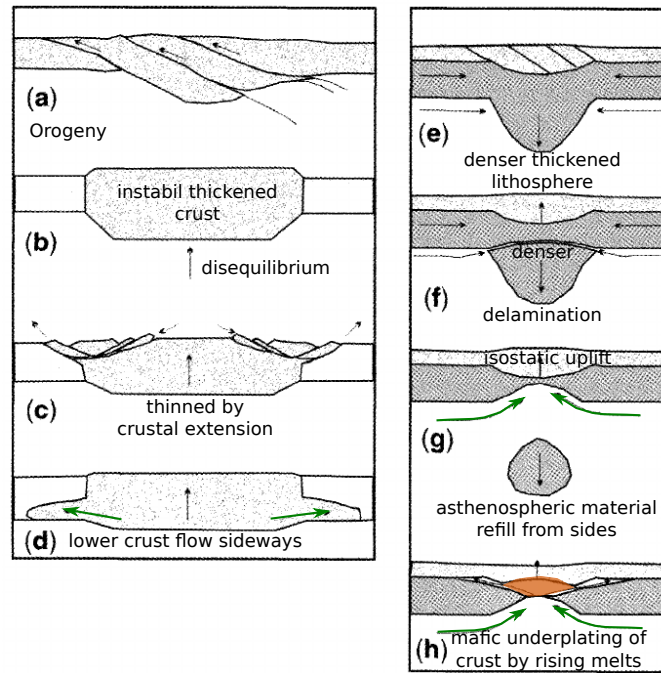 (a)
Orogeny
instabil thickened
crust
(b)
disequilibrium
(c)
thinned by
crustal extension
(d)
lower crust flow sideways
(e)
denser thickened
lithosphere
denser
(f)
delamination
isostatic uplift
(g)
asthenospheric material
refill from sides
(h)
mafic underplating of
crust by rising melts